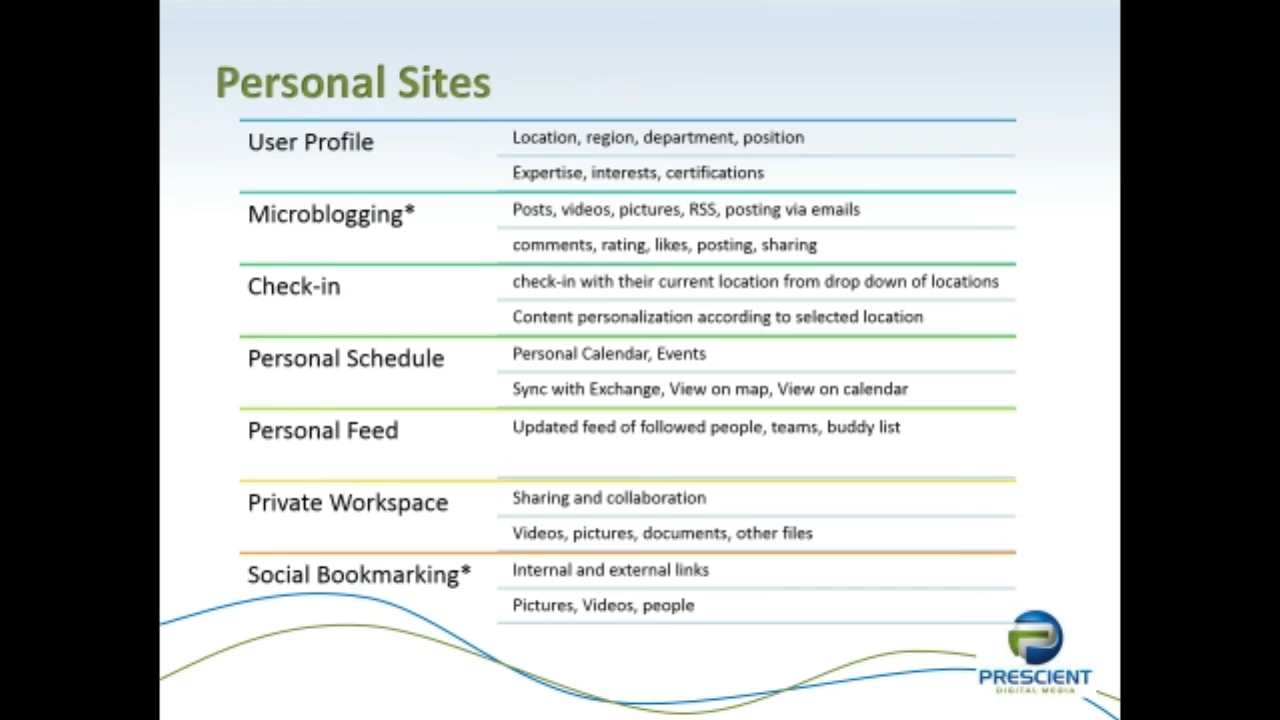 Personal Sites
User Profile
Location, region, department, position
Expertise, interests, certifications
Microblogging*
Posts, videos, pictures, RSS, posting via emails
comments, rating, likes, posting, sharing
Check-in
check-in with their current location from drop down of locations
Content personalization according to selected location
Personal Schedule
Personal Calendar, Events
Sync with Exchange, View on map, View on calendar
Personal Feed
Updated feed of followed people, teams, buddy list
Private Workspace
Sharing and collaboration
Videos, pictures, documents, other files
Social Bookmarking*
Internal and external links
Pictures, Videos, people
PRESCIENT
DIGITAL MEDIA